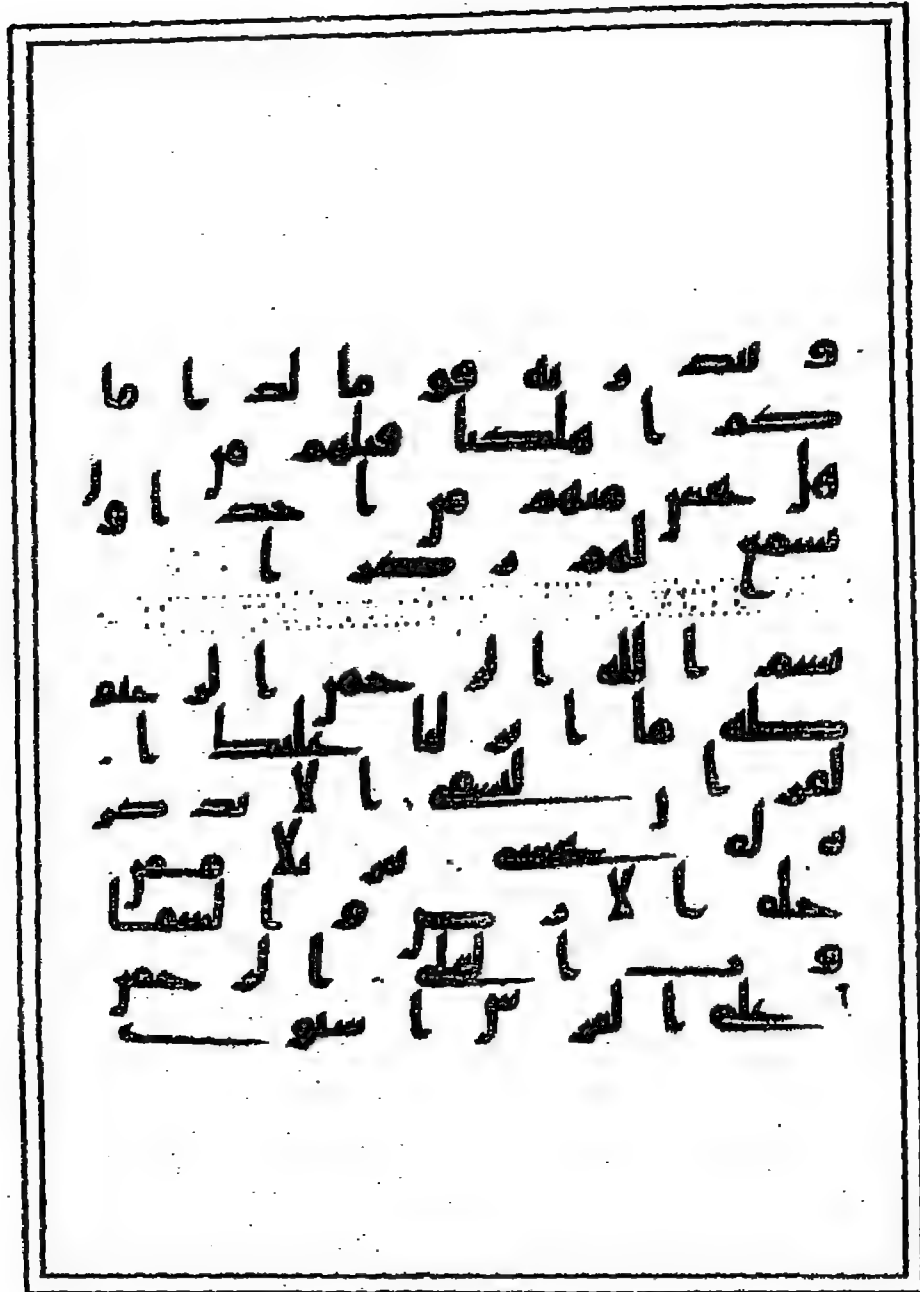 وتنذر به قوما لدا و
كم اهلكنا قبلهم من قرن
هل تحس منهم من احد او
تسمع لهم ركزا
بسم الله الرحمن الرحيم
طه ما انزلنا عليك ا
لقران لتشقى الا تذكر
ة لمن يخشى تنزيلا ممن
خلق الارض والسمو
ت العلى الرحمن
على العرش استوى